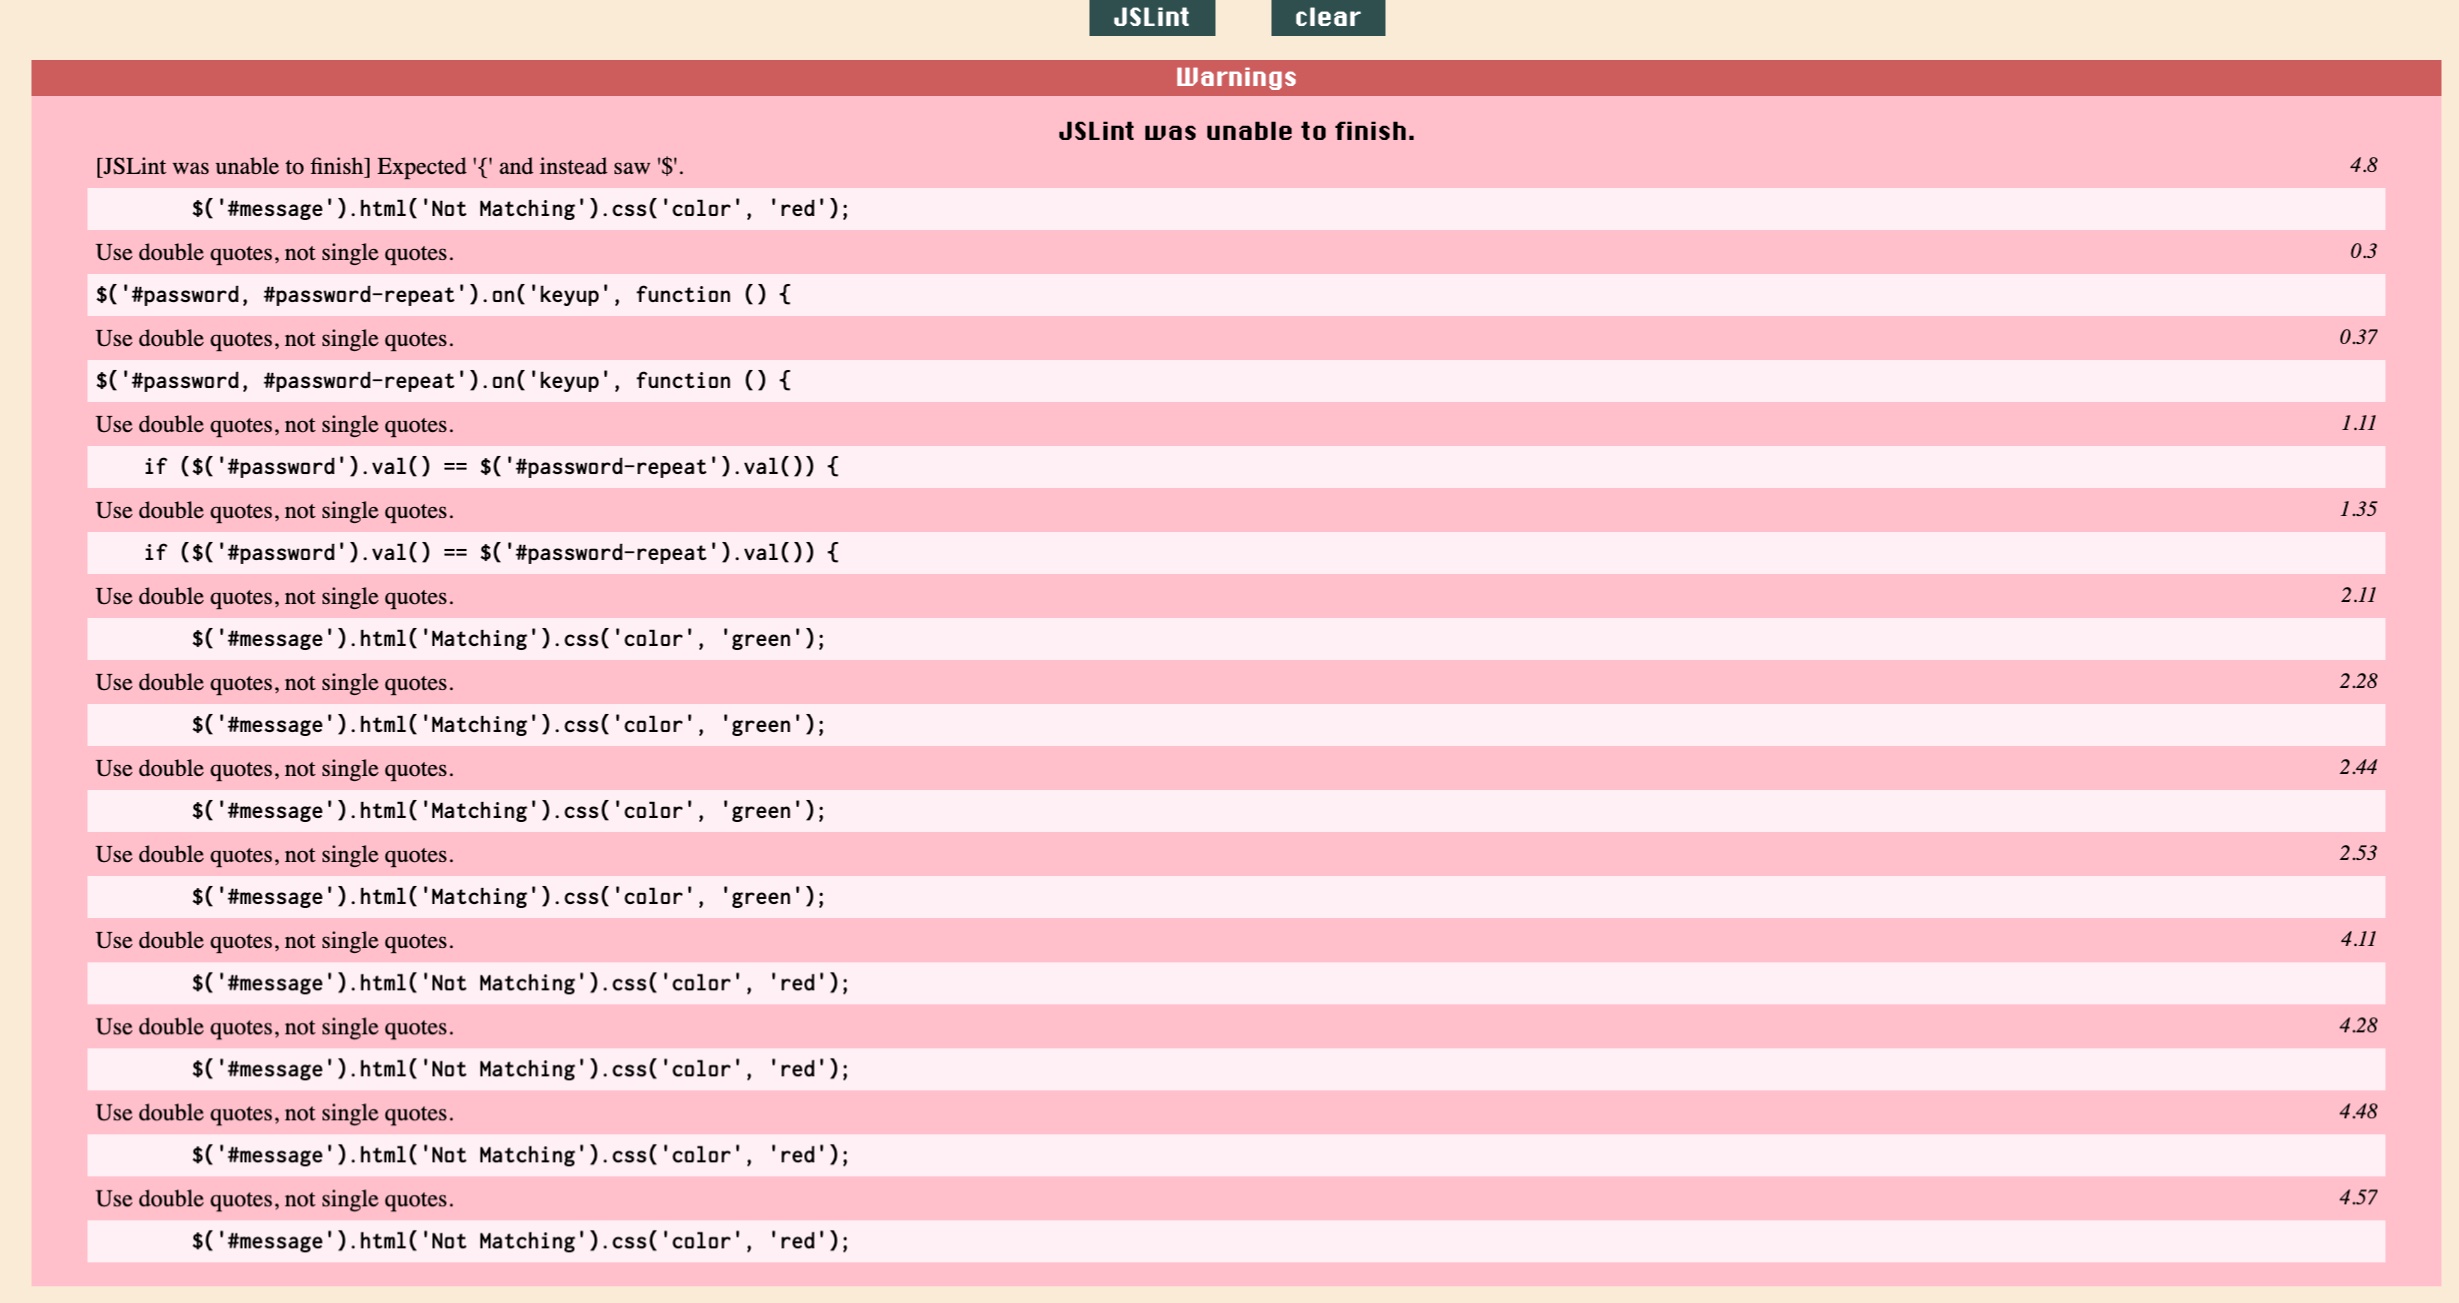 JSLint clear
Warnings
JSLint was unable to finish.
[JSLint was unable to finish] Expected '{' and instead saw '$'. 4.8
$('#message').html('Not Matching').css('color', 'red');
Use double quotes, not single quotes. 0.3
$('#password, #password-repeat').on('keyup', function () {
Use double quotes, not single quotes. 0.37
$('#password, #password-repeat').on('keyup', function () {
Use double quotes, not single quotes. 1.11
if ($('#password').val() == $('#password-repeat').val()) {
Use double quotes, not single quotes. 1.35
if ($('#password').val() == $('#password-repeat').val()) {
Use double quotes, not single quotes. 2.11
$('#message').html('Matching').css('color', 'green');
Use double quotes, not single quotes. 2.28
$('#message').html('Matching').css('color', 'green');
Use double quotes, not single quotes. 2.44
$('#message').html('Matching').css('color', 'green');
Use double quotes, not single quotes. 2.53
$('#message').html('Matching').css('color', 'green');
Use double quotes, not single quotes. 4.11
$('#message').html('Not Matching').css('color', 'red');
Use double quotes, not single quotes. 4.28
$('#message').html('Not Matching').css('color', 'red');
Use double quotes, not single quotes. 4.48
$('#message').html('Not Matching').css('color', 'red');
Use double quotes, not single quotes. 4.57
$('#message').html('Not Matching').css('color', 'red');